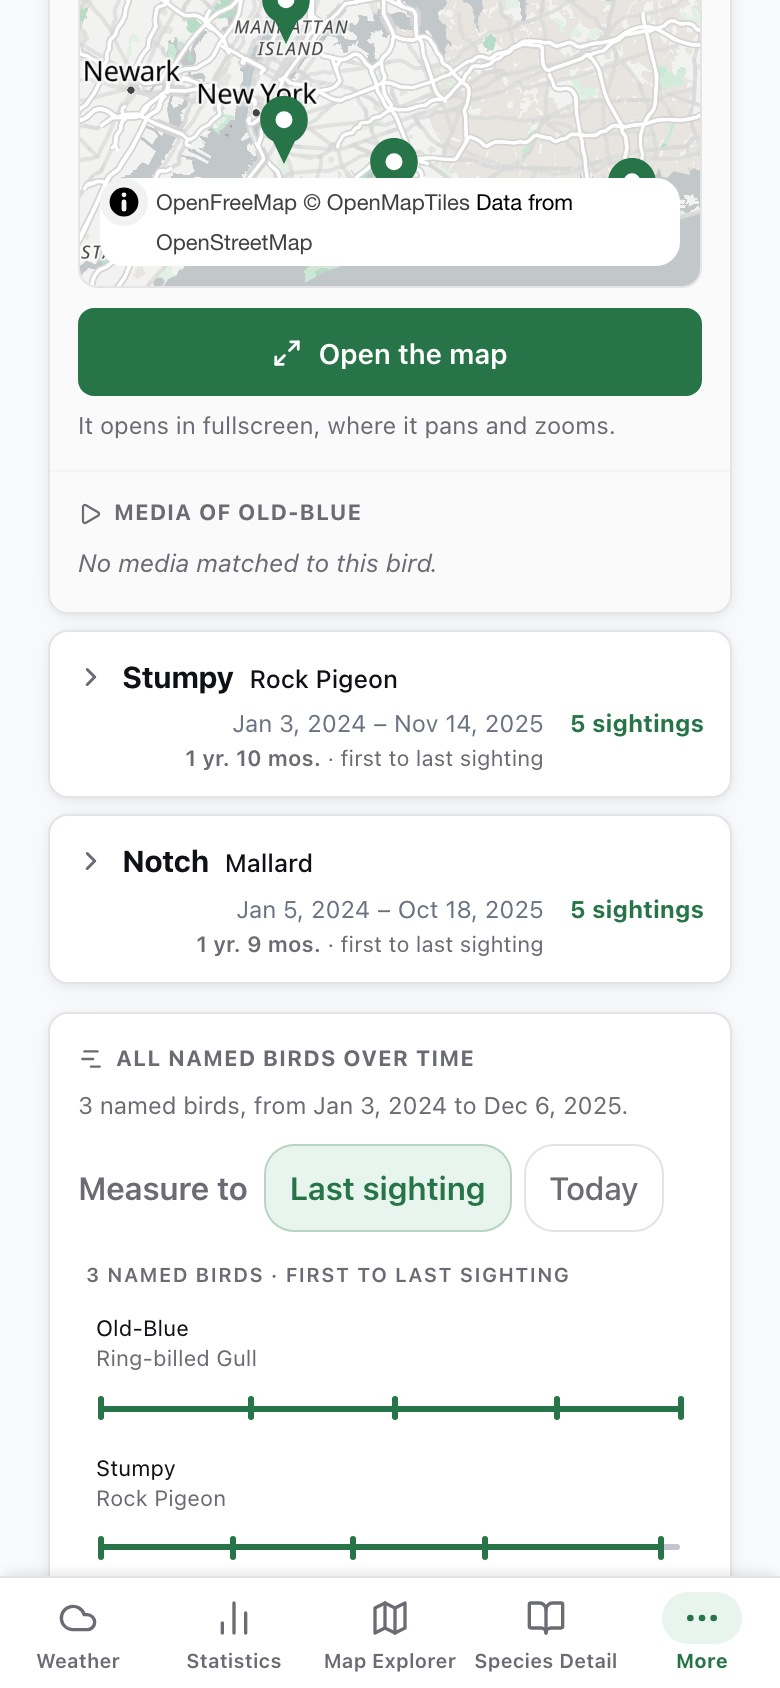 MANHATTAN
ISLAND
Newark
New York
OpenFreeMap © OpenMapTiles Data from
OpenStreetMap
Open the map
It opens in fullscreen, where it pans and zooms.
MEDIA OF OLD-BLUE
No media matched to this bird.
Stumpy Rock Pigeon
Jan 3, 2024 – Nov 14, 2025 5 sightings
1 yr. 10 mos. · first to last sighting
Notch Mallard
Jan 5, 2024 – Oct 18, 2025 5 sightings
1 yr. 9 mos. · first to last sighting
ALL NAMED BIRDS OVER TIME
3 named birds, from Jan 3, 2024 to Dec 6, 2025.
Measure to Last sighting Today
3 NAMED BIRDS · FIRST TO LAST SIGHTING
Old-Blue
Ring-billed Gull
Stumpy
Rock Pigeon
Weather Statistics Map Explorer Species Detail More